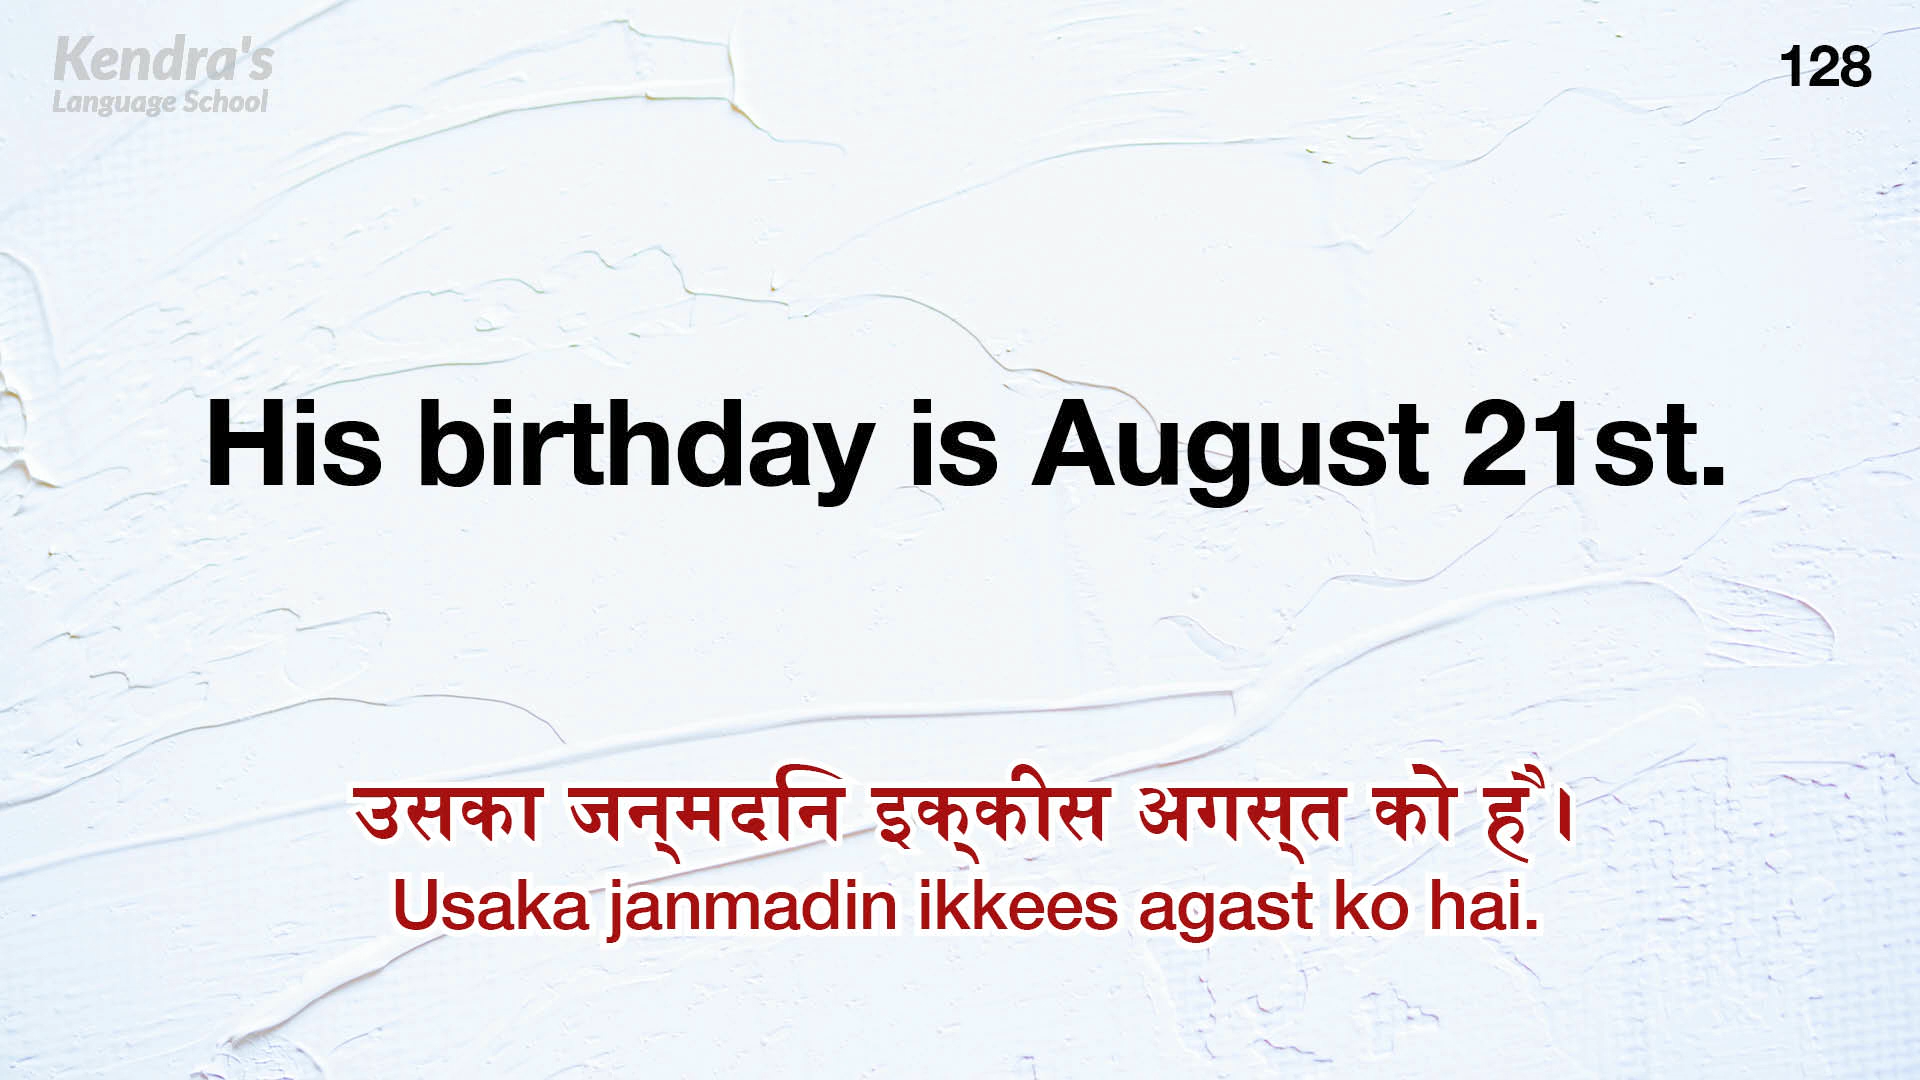 Kendra's
Language School
128
His birthday is August 21st.
उसका जन्मदिन इक्कीस अगस्त को है।
Usaka janmadin ikkees agast ko hai.